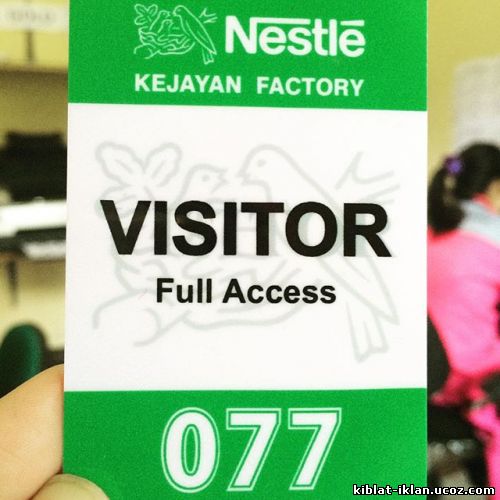 Nestlé
KEJAYAN FACTORY
VISITOR
Full Access
077
kiblat-iklan.ucoz.com